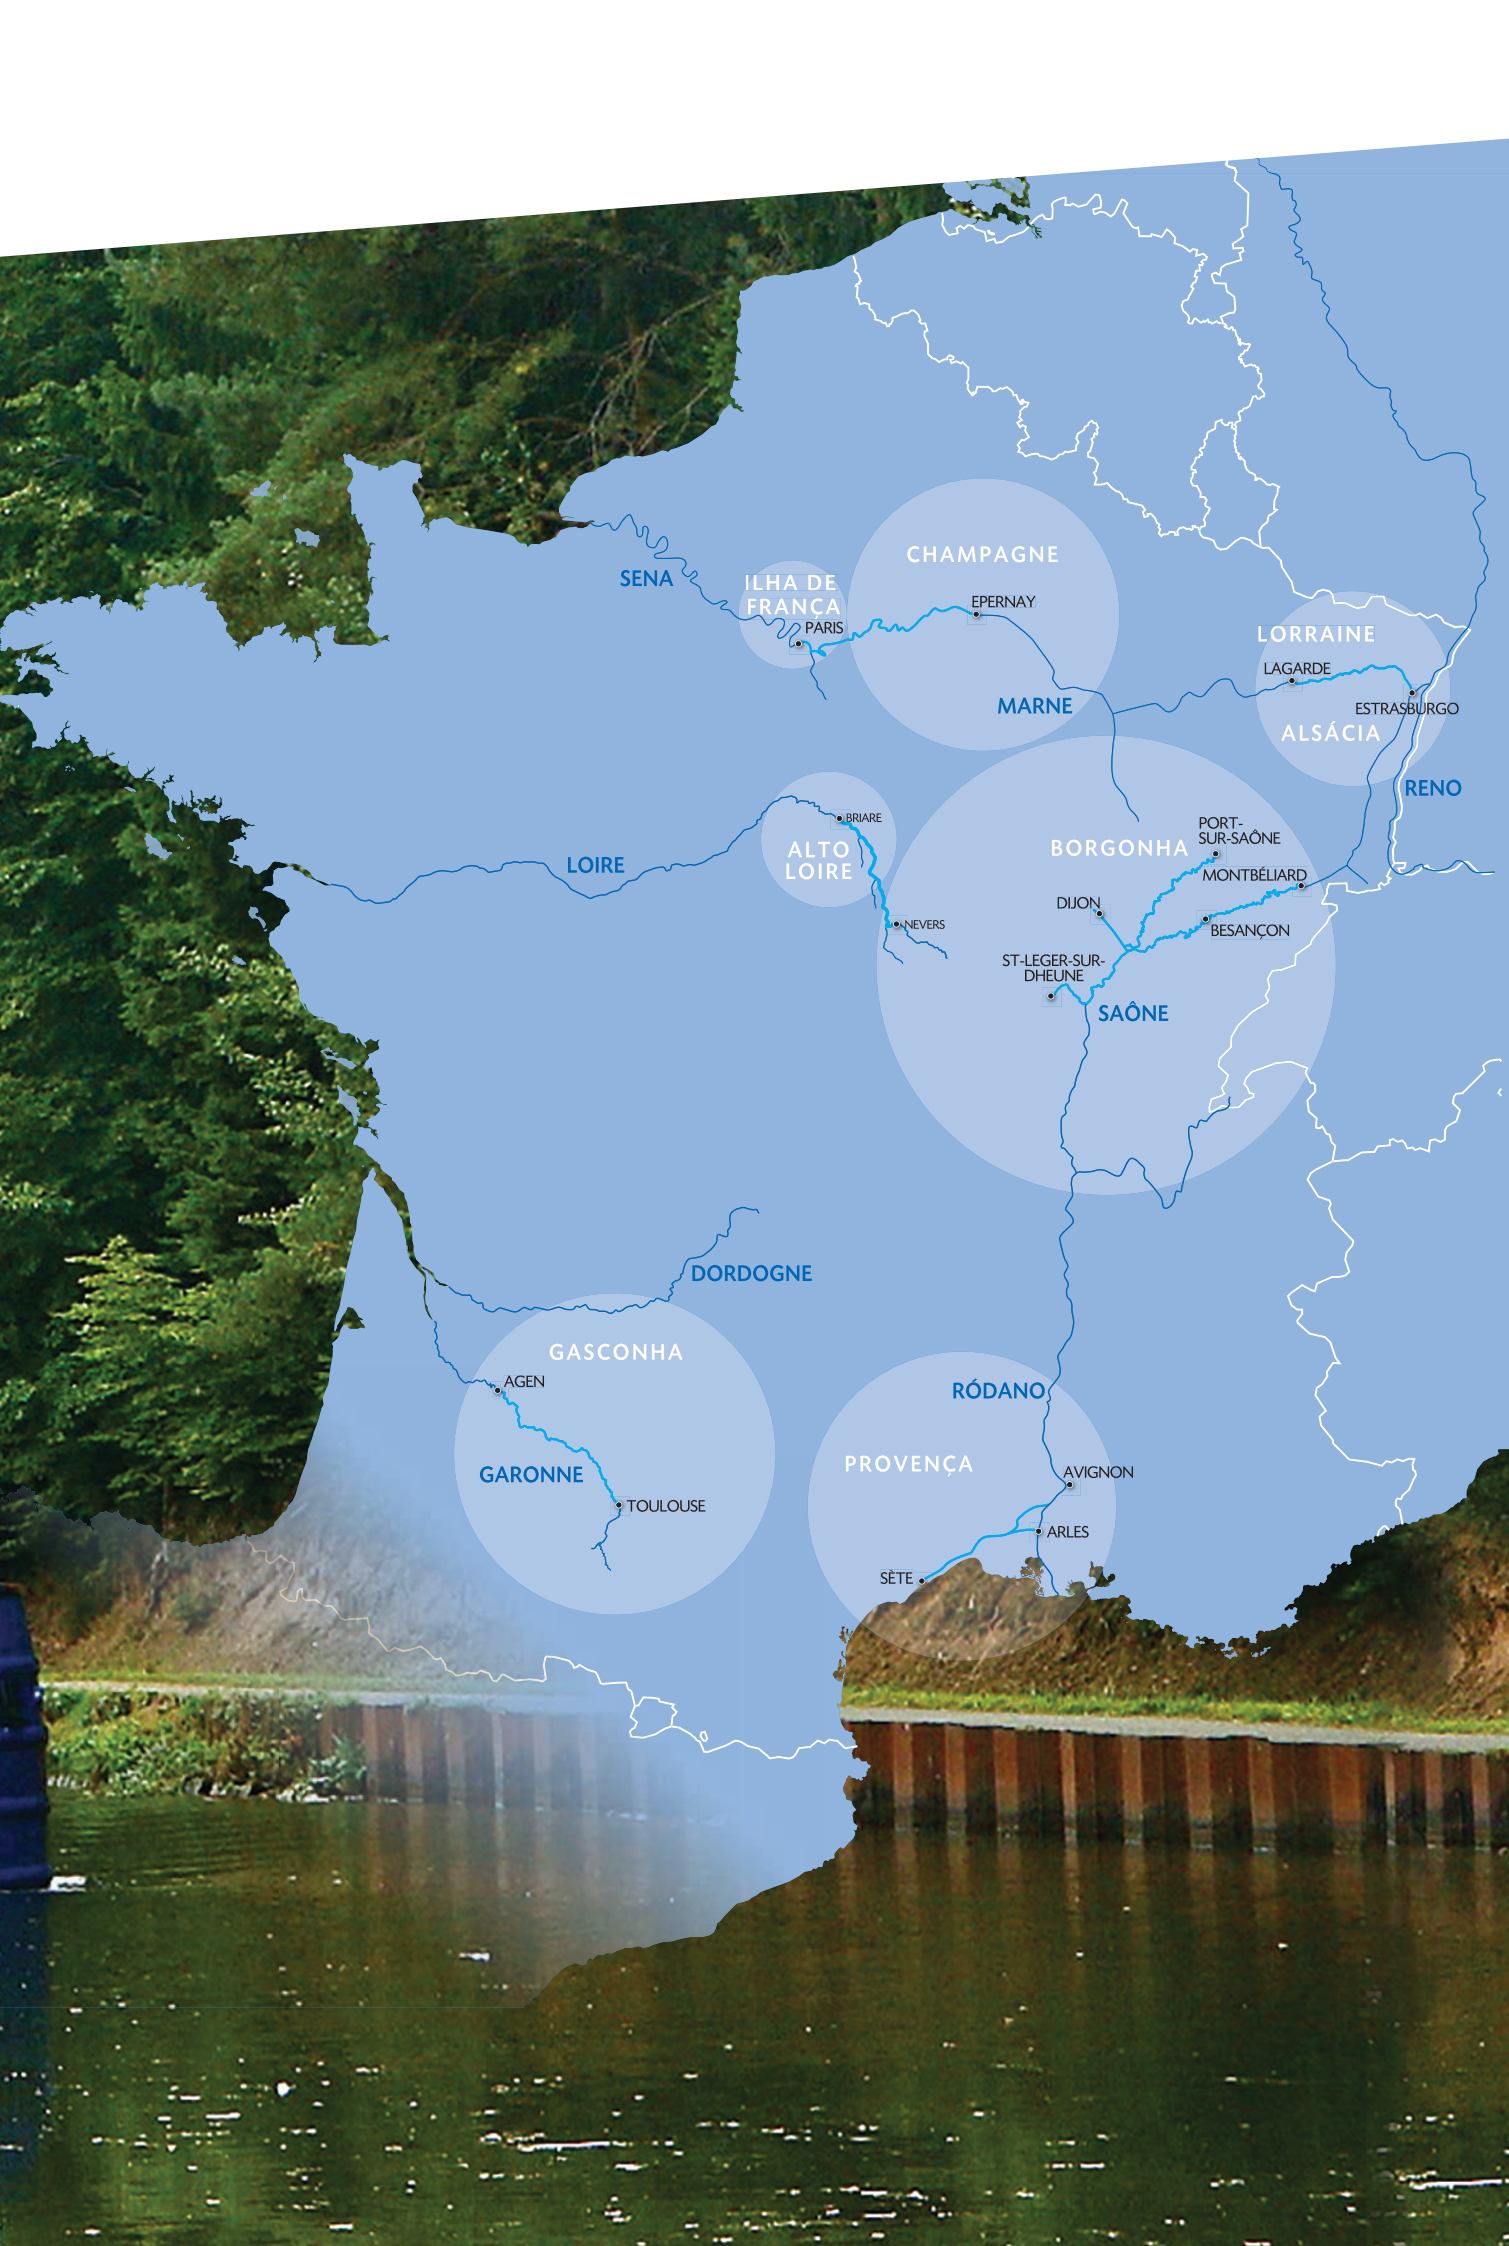 CHAMPAGNE
SENA
ILHA DE
FRANÇA
EPERNAY
PARIS
LORRAINE
LAGARDE
MARNE
ESTRASBURGO
ALSÁCIA
RENO
BRIARE
ALTO
LOIRE
LOIRE
NEVERS
BORGONHA
PORT-
SUR-SAÔNE
MONTBÉLIARD
DIJON
BESANÇON
ST-LEGER-SUR-
DHEUNE
SAÔNE
DORDOGNE
GASCONHA
AGEN
GARONNE
TOULOUSE
RÓDANO
PROVENÇA
AVIGNON
ARLES
SÈTE